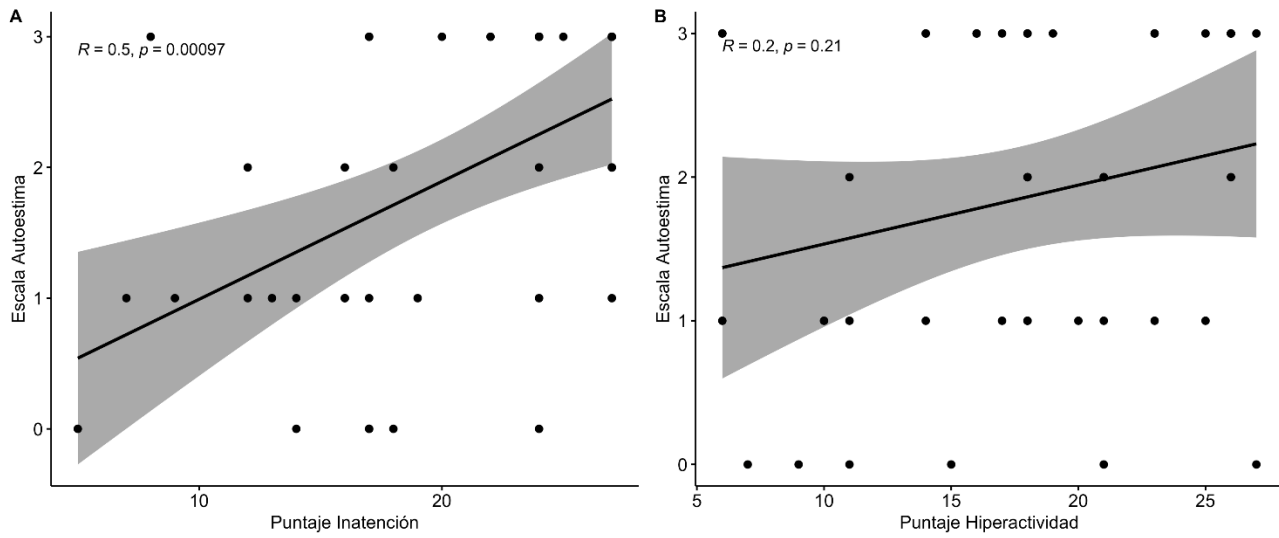 A
R = 0.5, p = 0.00097
Escala Autoestima
3
2
1
0
10
20
Puntaje Inatención
B
R = 0.2, p = 0.21
Escala Autoestima
3
2
1
0
5
10
15
20
25
Puntaje Hiperactividad